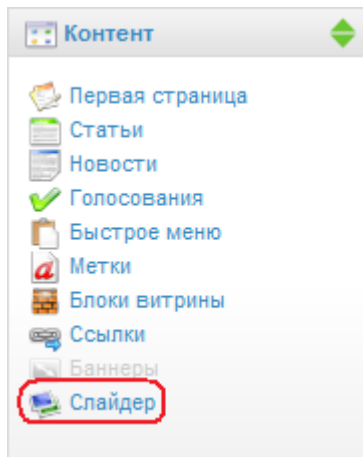 Контент
Первая страница
Статьи
Новости
Голосования
Быстрое меню
Метки
Блоки витрины
Ссылки
Баннеры
Слайдер